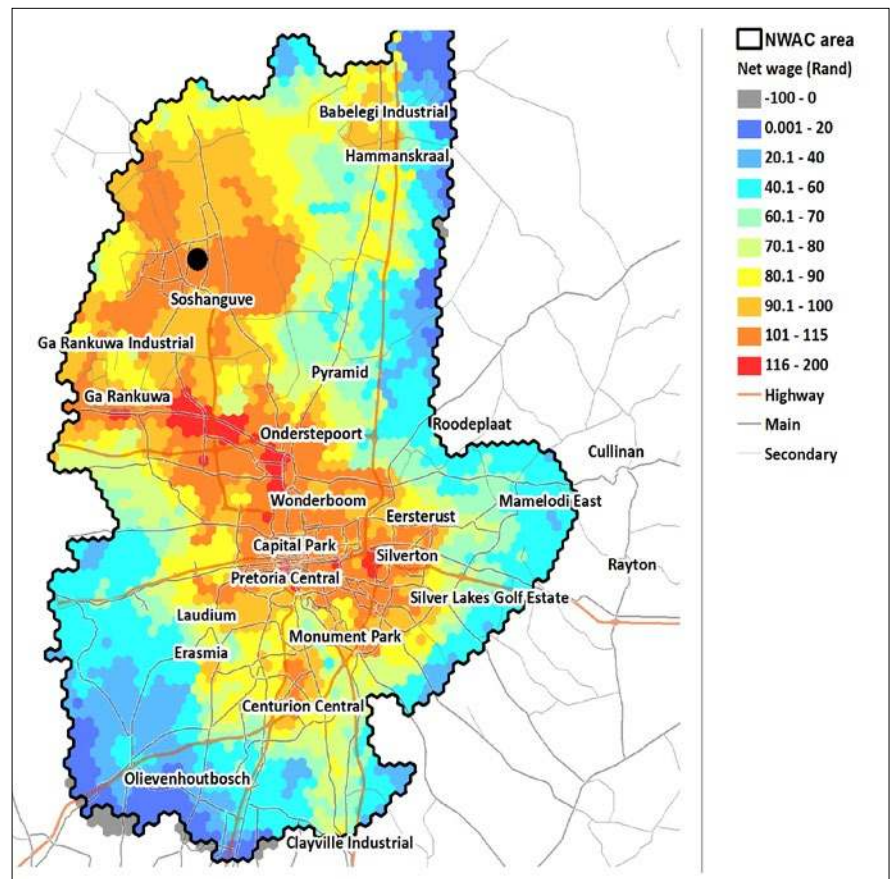 NWAC area
Net wage (Rand)
-100 - 0
0.001 - 20
20.1 - 40
40.1 - 60
60.1 - 70
70.1 - 80
80.1 - 90
90.1 - 100
101 - 115
116 - 200
Highway
Main
Secondary
Babelegi Industrial
Hammanskraal
Soshanguve
Ga Rankuwa Industrial
Pyramid
Ga Rankuwa
Roodeplaat
Onderstepoort
Cullinan
Wonderboom
Mamelodi East
Eersterust
Capital Park
Silverton
Rayton
Pretoria Central
Silver Lakes Golf Estate
Laudium
Monument Park
Erasmia
Centurion Central
Olievenhoutbosch
Clayville Industrial